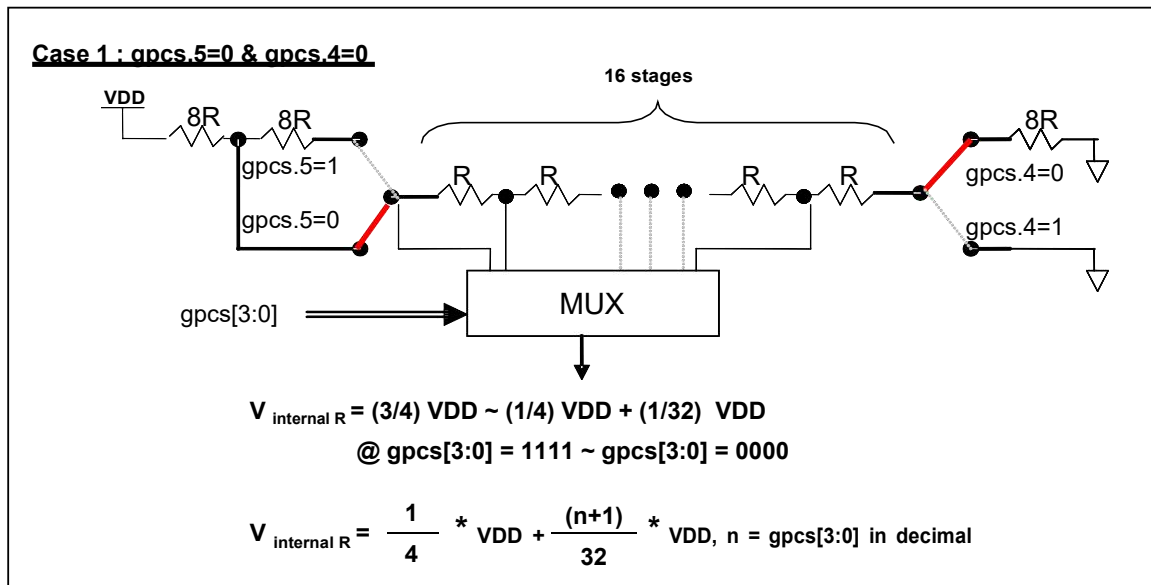 Case 1 : gpcs.5=0 & gpcs.4=0
16 stages
VDD
8R
8R
8R
gpcs.5=1
gpcs.4=0
R
R
R
R
gpcs.5=0
gpcs.4=1
MUX
gpcs[3:0]
V internal R = (3/4) VDD ~ (1/4) VDD + (1/32) VDD
@ gpcs[3:0] = 1111 ~ gpcs[3:0] = 0000
V internal R = 1/4 * VDD + (n+1)/32 * VDD, n = gpcs[3:0] in decimal